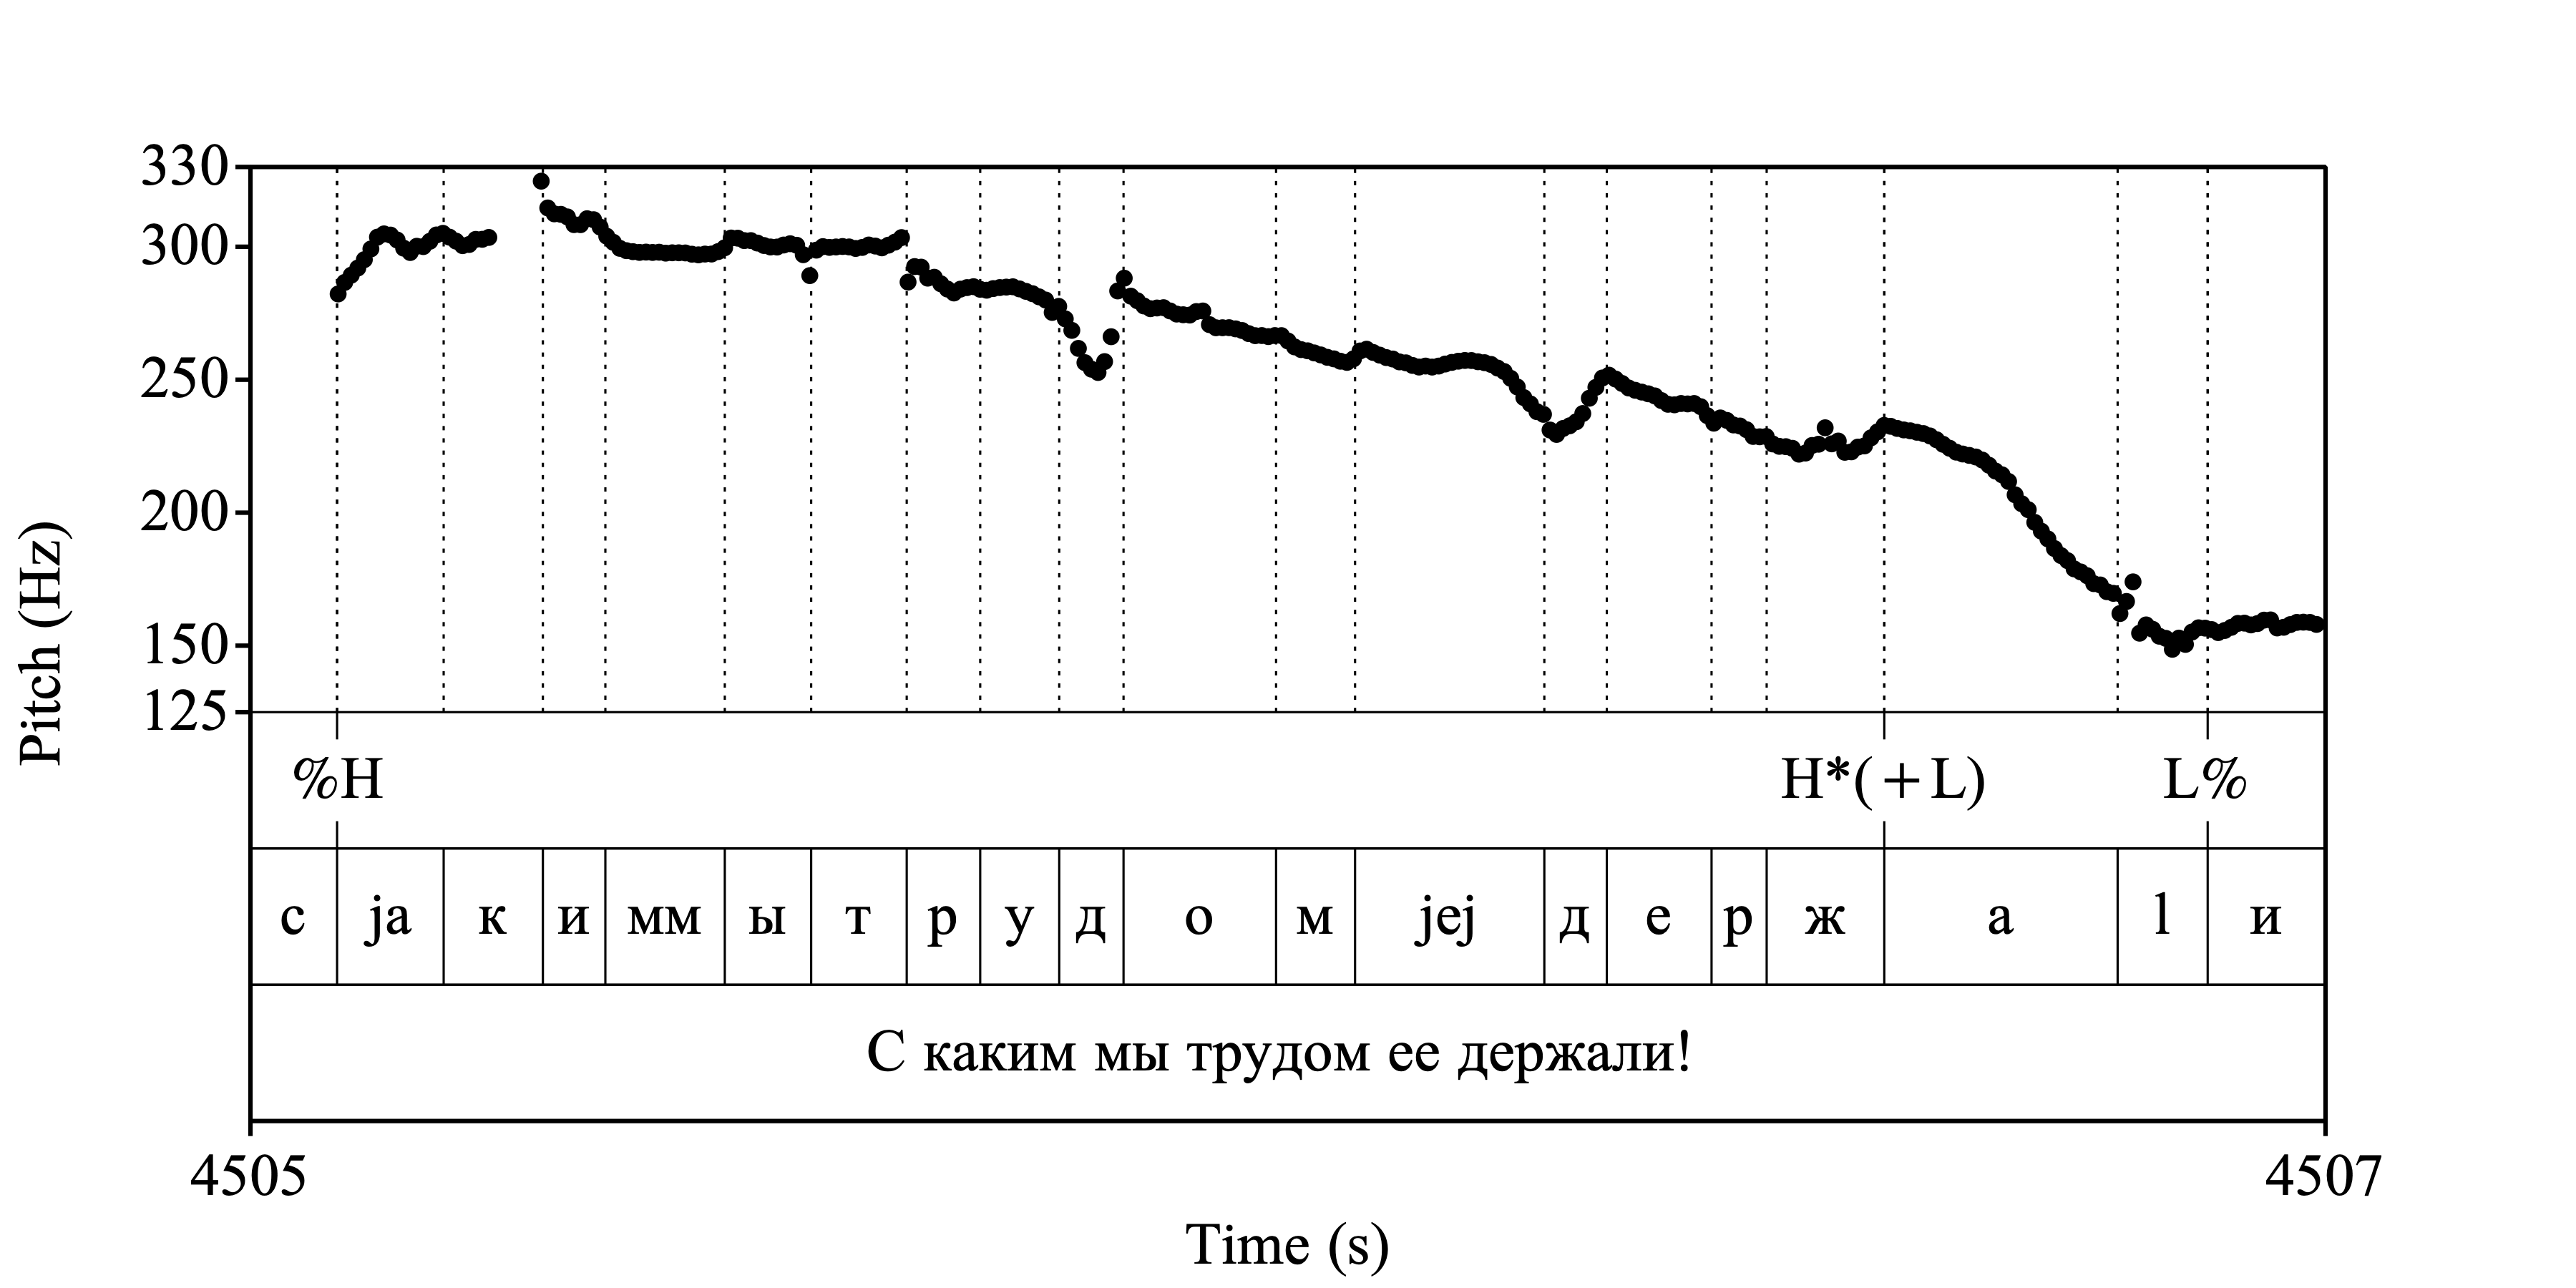 330
300
250
200
150
125
Pitch (Hz)
%H H*(+L) L%
с ja к и мм ы т р у д о м jej д е р ж а l и
С каким мы трудом ее держали!
4505 4507
Time (s)